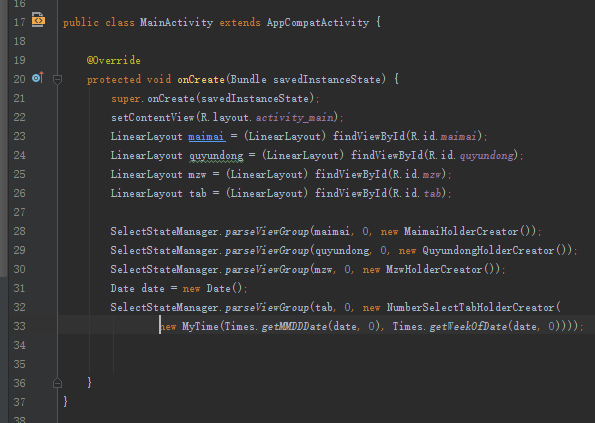 16
17 public class MainActivity extends AppCompatActivity {
18
19 @Override
20 protected void onCreate(Bundle savedInstanceState) {
21 super.onCreate(savedInstanceState);
22 setContentView(R.layout.activity_main);
23 LinearLayout maimai = (LinearLayout) findViewById(R.id.maimai);
24 LinearLayout quyundong = (LinearLayout) findViewById(R.id.quyundong);
25 LinearLayout mzw = (LinearLayout) findViewById(R.id.mzw);
26 LinearLayout tab = (LinearLayout) findViewById(R.id.tab);
27
28 SelectStateManager.parseViewGroup(maimai, 0, new MaimaiHolderCreator());
29 SelectStateManager.parseViewGroup(quyundong, 0, new QuyundongHolderCreator());
30 SelectStateManager.parseViewGroup(mzw, 0, new MzwHolderCreator());
31 Date date = new Date();
32 SelectStateManager.parseViewGroup(tab, 0, new NumberSelectTabHolderCreator(
33 new MyTime(Times.getMMDDDate(date, 0), Times.getWeekOfDate(date, 0))));
34
35
36 }
37 }
38